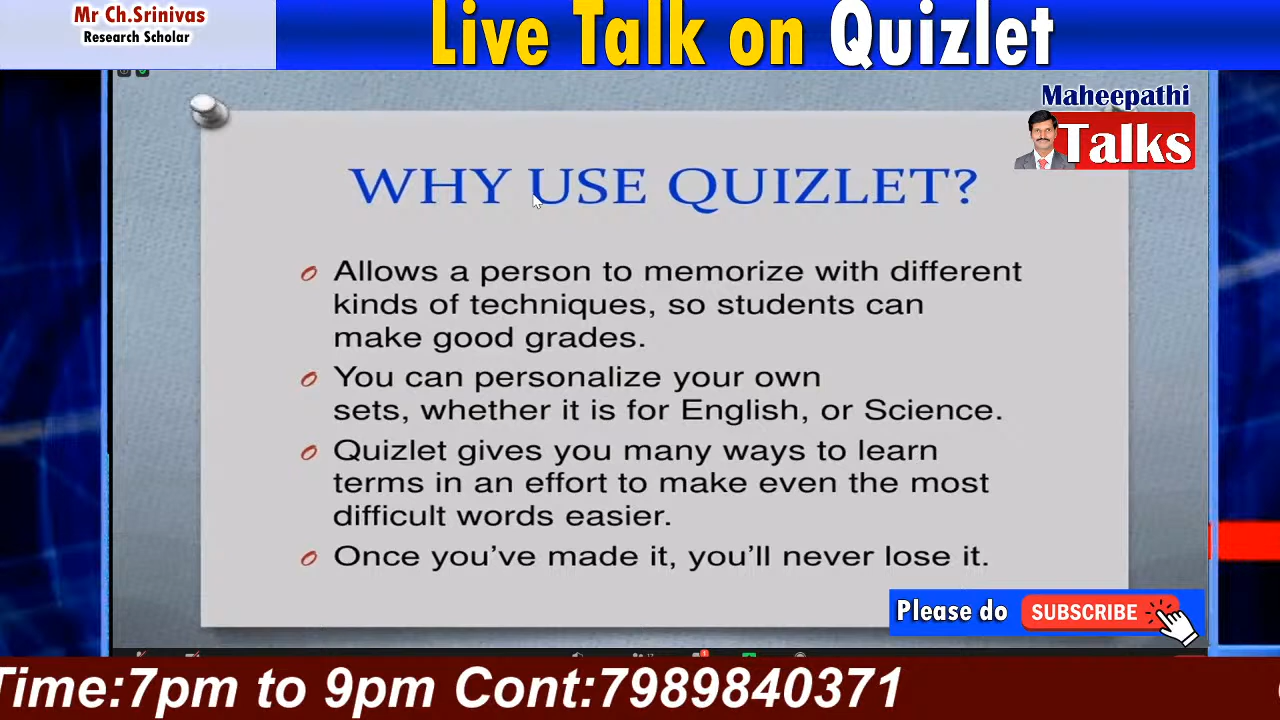 Mr Ch.Srinivas
Research Scholar
Live Talk on Quizlet
Maheepathi
Talks
WHY USE QUIZLET?
Allows a person to memorize with different
kinds of techniques, so students can
make good grades.
You can personalize your own
sets, whether it is for English, or Science.
Quizlet gives you many ways to learn
terms in an effort to make even the most
difficult words easier.
Once you've made it, you'll never lose it.
Please do SUBSCRIBE
Time:7pm to 9pm Cont:7989840371